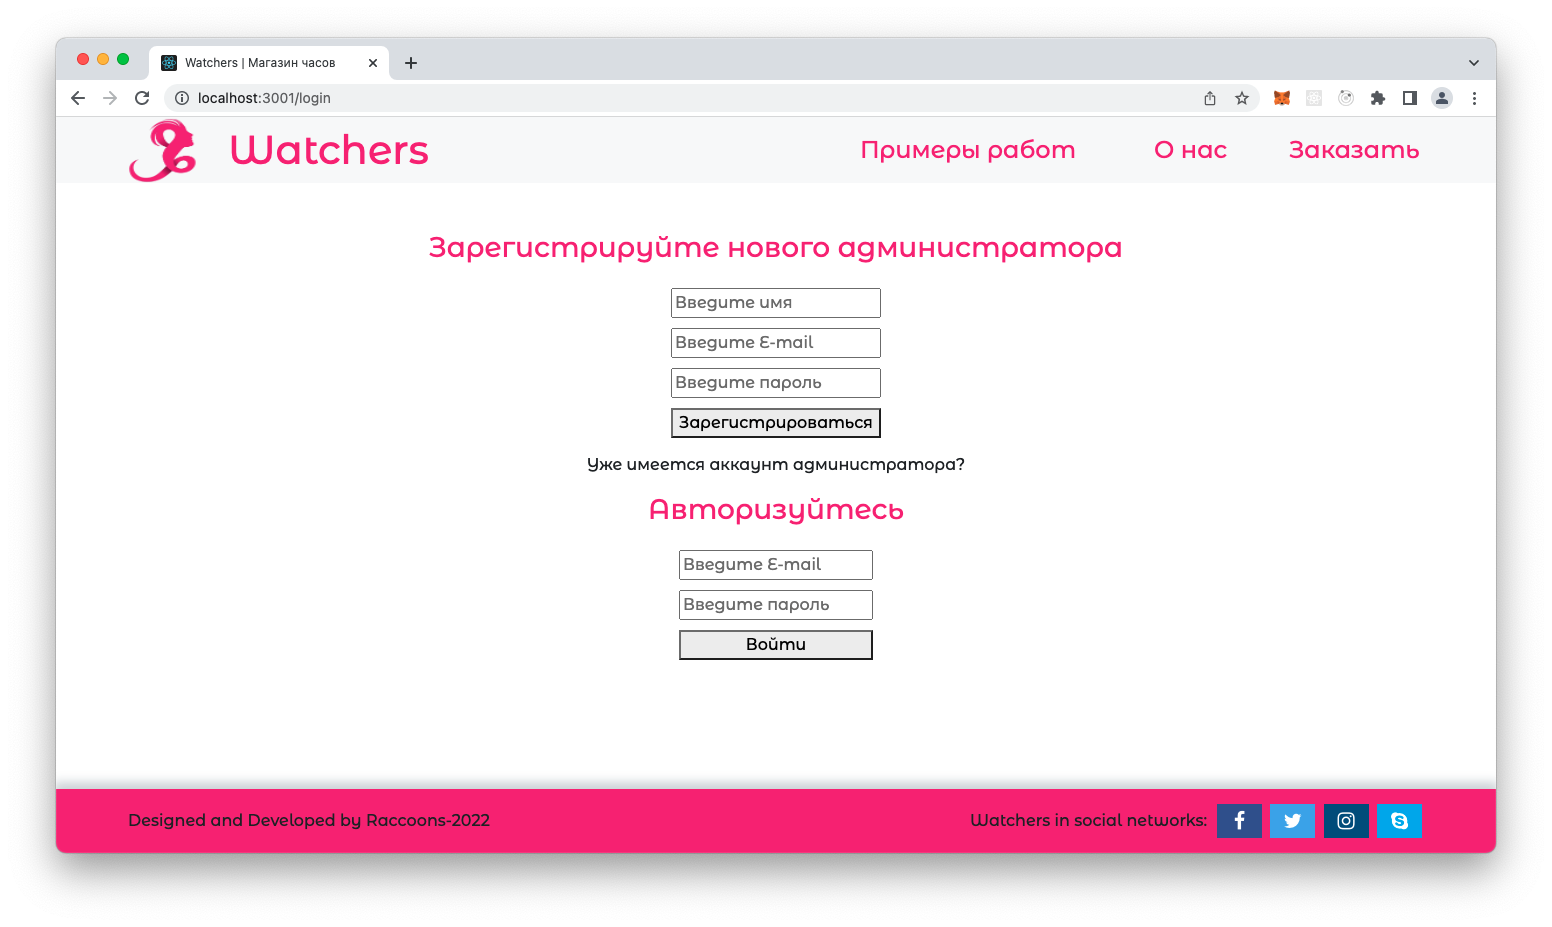 Watchers | Магазин часов
localhost:3001/login
Watchers
Примеры работ
О нас
Заказать
Зарегистрируйте нового администратора
Введите имя
Введите E-mail
Введите пароль
Зарегистрироваться
Уже имеется аккаунт администратора?
Авторизуйтесь
Введите E-mail
Введите пароль
Войти
Designed and Developed by Raccoons-2022
Watchers in social networks: